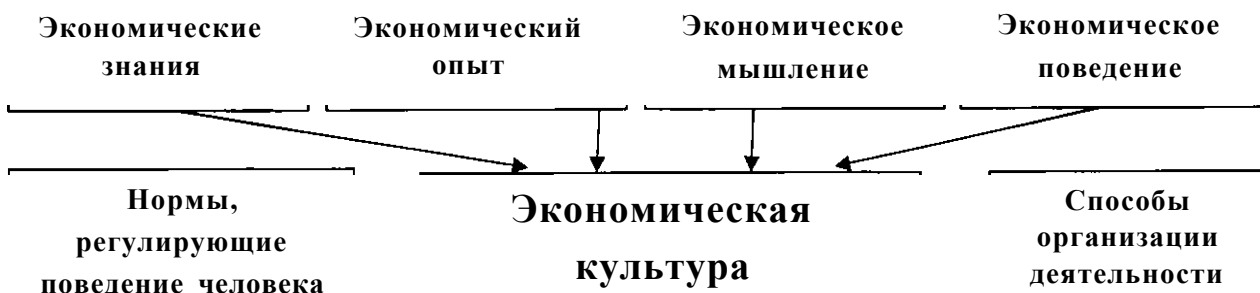 Экономические
знания
Экономический
опыт
Экономическое
мышление
Экономическое
поведение
Нормы,
регулирующие
поведение человека
Экономическая
культура
Способы
организации
деятельности